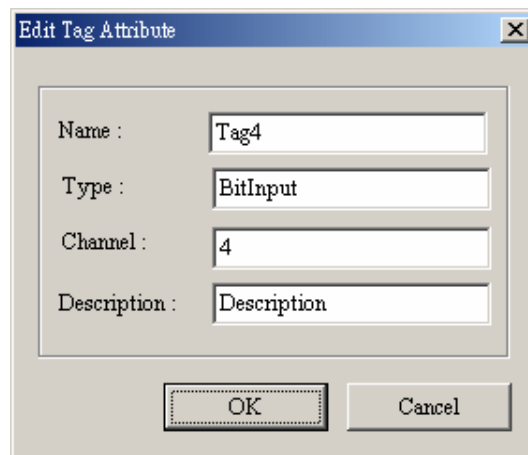 Edit Tag Attribute
Name : Tag4
Type : BitInput
Channel : 4
Description : Description
OK Cancel